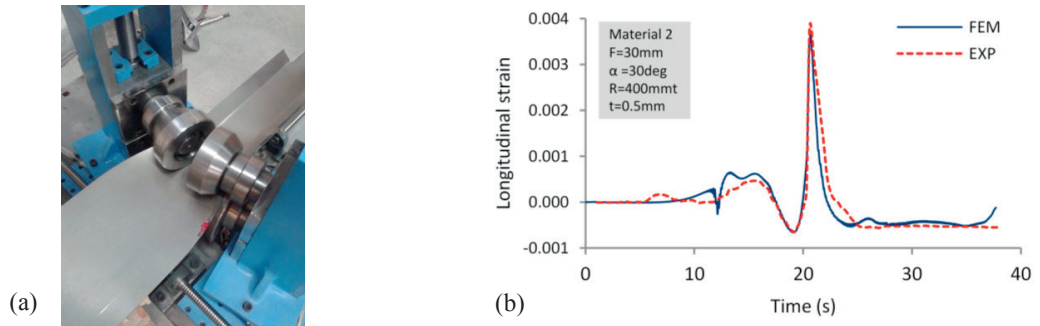 (a)
(b)
0.004
0.003
0.002
0.001
0.000
-0.001
Longitudinal strain
Material 2
F=30mm
α =30deg
R=400mmt
t=0.5mm
FEM
EXP
0 10 20 30 40
Time (s)